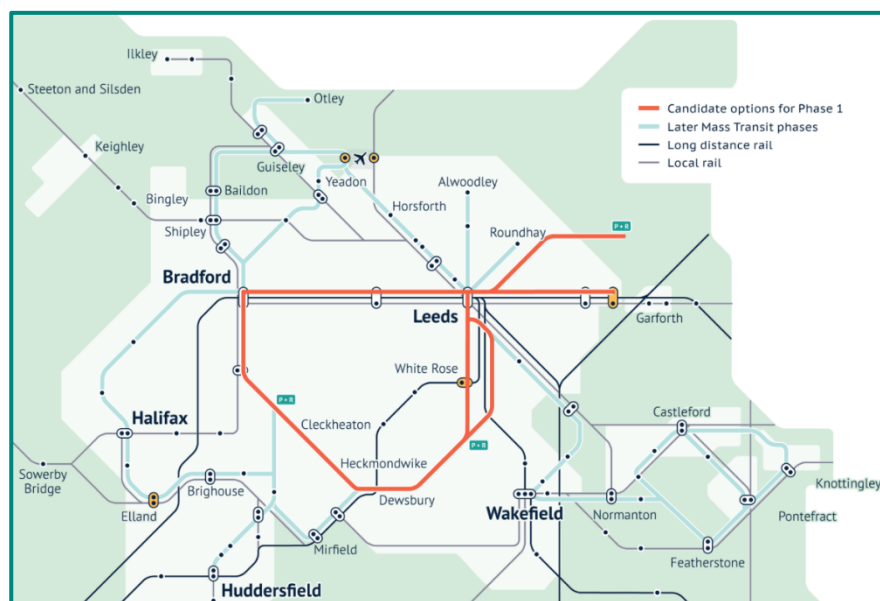 Ilkley
Steeton and Silsden
Otley
Candidate options for Phase 1
Later Mass Transit phases
Long distance rail
Local rail
Keighley
Guiseley
Yeadon
Baildon
Alwoodley
Bingley
Horsforth
Shipley
Roundhay
P+R
Bradford
Leeds
Garforth
White Rose
P+R
Halifax
Cleckheaton
Castleford
P+R
Sowerby
Bridge
Heckmondwike
Brighouse
Dewsbury
Knottingley
Elland
Wakefield
Normanton
Pontefract
Mirfield
Featherstone
Huddersfield